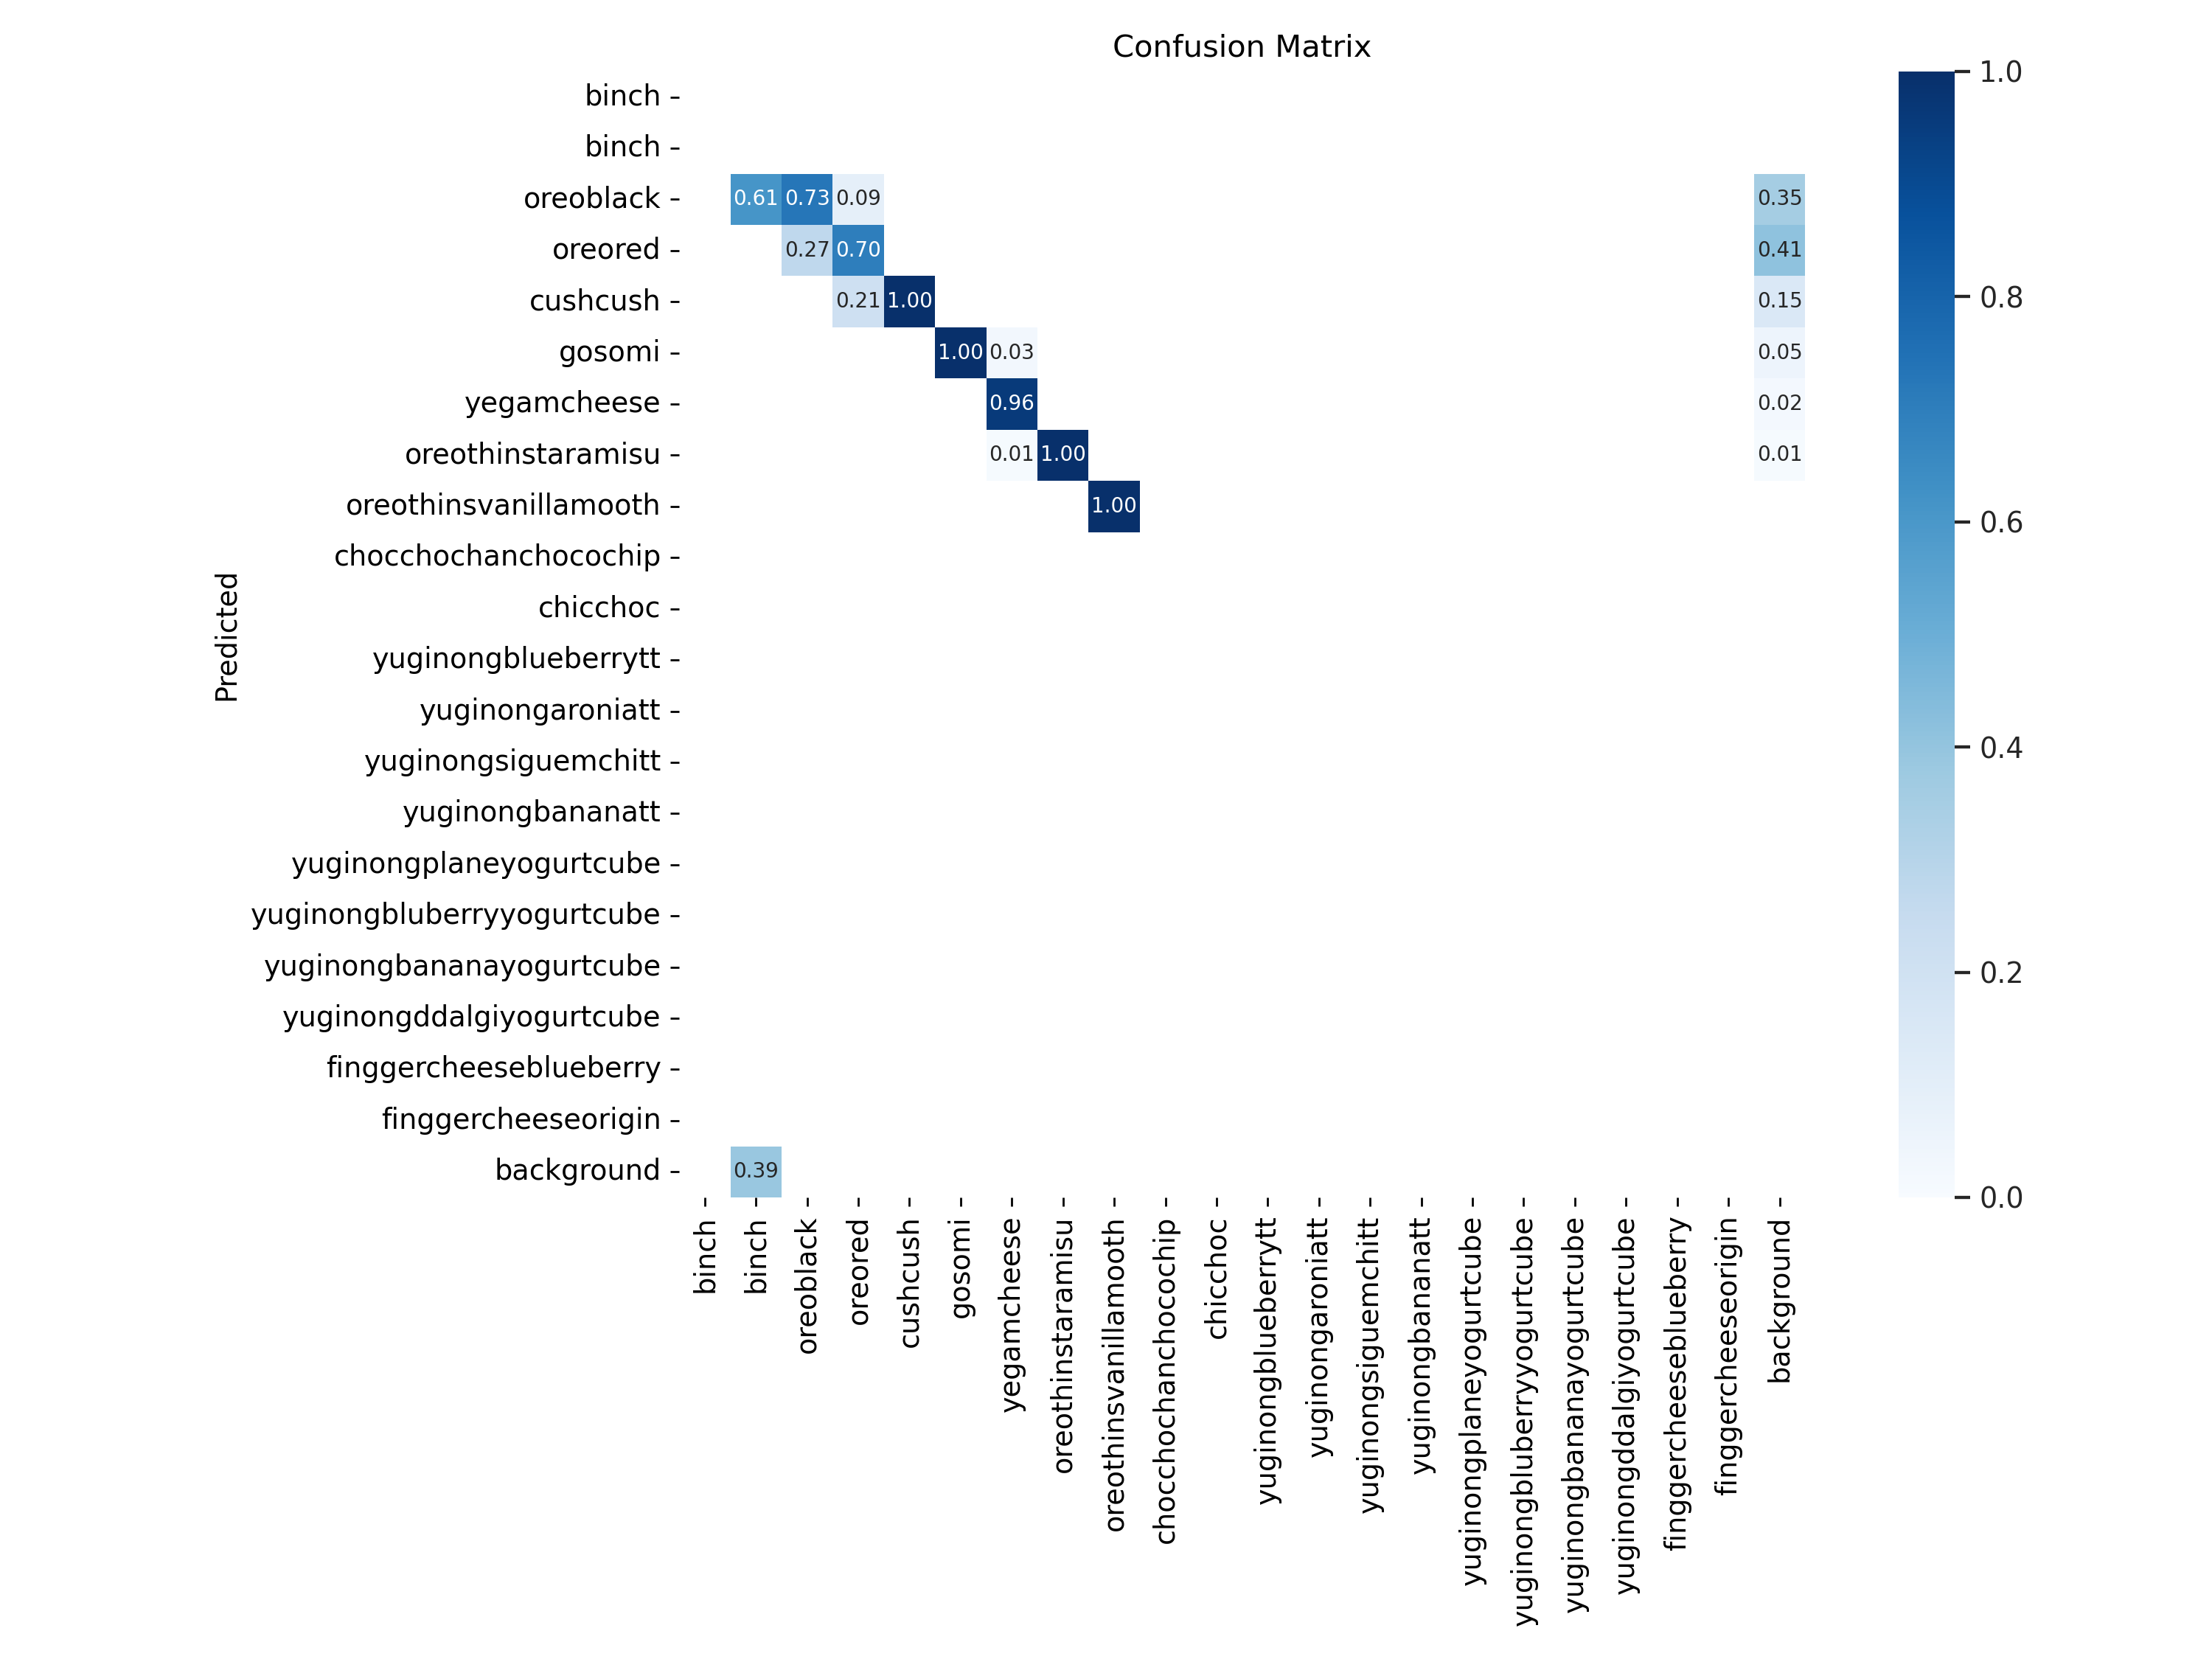 Confusion Matrix
binch
binch
oreoblack 0.61 0.73 0.09 0.35
oreored 0.27 0.70 0.41
cushcush 0.21 1.00 0.15
gosomi 1.00 0.03 0.05
yegamcheese 0.96 0.02
oreothinstaramisu 0.01 1.00 0.01
oreothinsvanillamooth 1.00
chocchochanchocochip
chicchoc
yuginongblueberrytt
yuginongaroniatt
yuginongsiguemchitt
yuginongbananatt
yuginongplaneyogurtcube
yuginongbluberryyogurtcube
yuginongbananayogurtcube
yuginongddalgiyogurtcube
finggercheeseblueberry
finggercheeseorigin
background 0.39
Predicted
binch
binch
oreoblack
oreored
cushcush
gosomi
yegamcheese
oreothinstaramisu
oreothinsvanillamooth
chocchochanchocochip
chicchoc
yuginongblueberrytt
yuginongaroniatt
yuginongsiguemchitt
yuginongbananatt
yuginongplaneyogurtcube
yuginongbluberryyogurtcube
yuginongbananayogurtcube
yuginongddalgiyogurtcube
finggercheeseblueberry
finggercheeseorigin
background
1.0
0.8
0.6
0.4
0.2
0.0